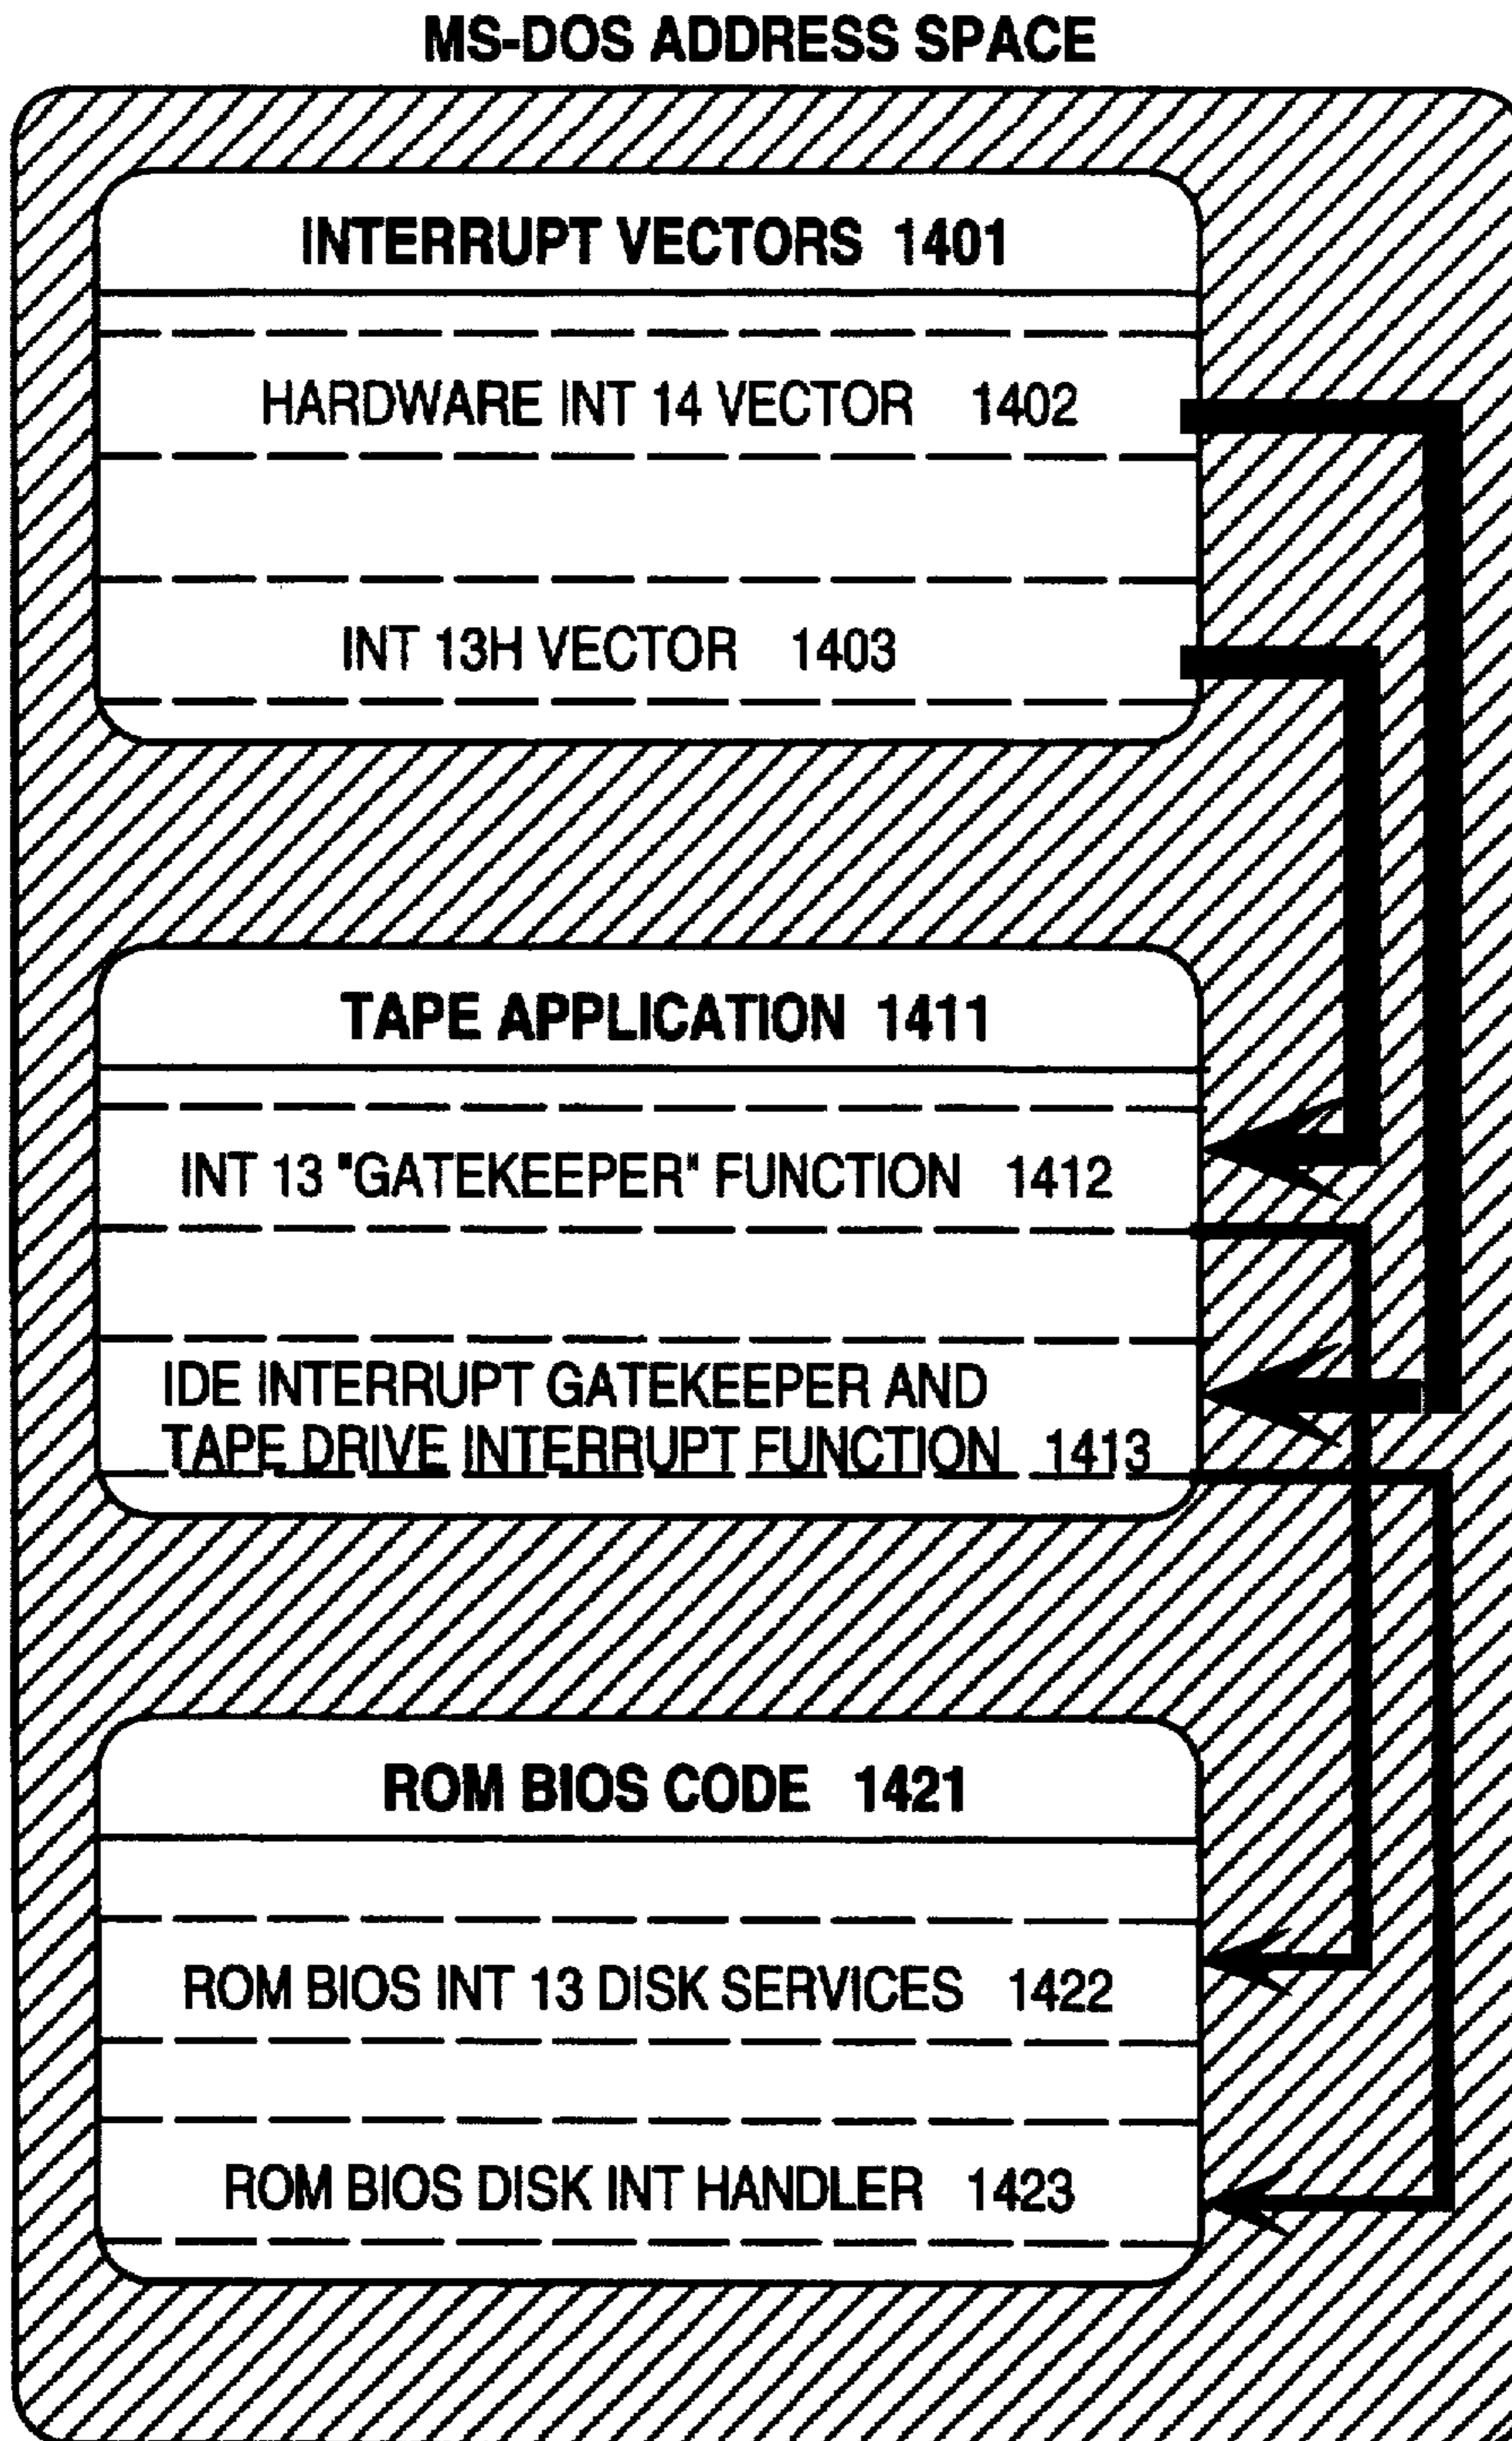 MS-DOS ADDRESS SPACE
INTERRUPT VECTORS 1401
HARDWARE INT 14 VECTOR 1402
INT 13H VECTOR 1403
TAPE APPLICATION 1411
INT 13 "GATEKEEPER" FUNCTION 1412
IDE INTERRUPT GATEKEEPER AND
TAPE DRIVE INTERRUPT FUNCTION 1413
ROM BIOS CODE 1421
ROM BIOS INT 13 DISK SERVICES 1422
ROM BIOS DISK INT HANDLER 1423